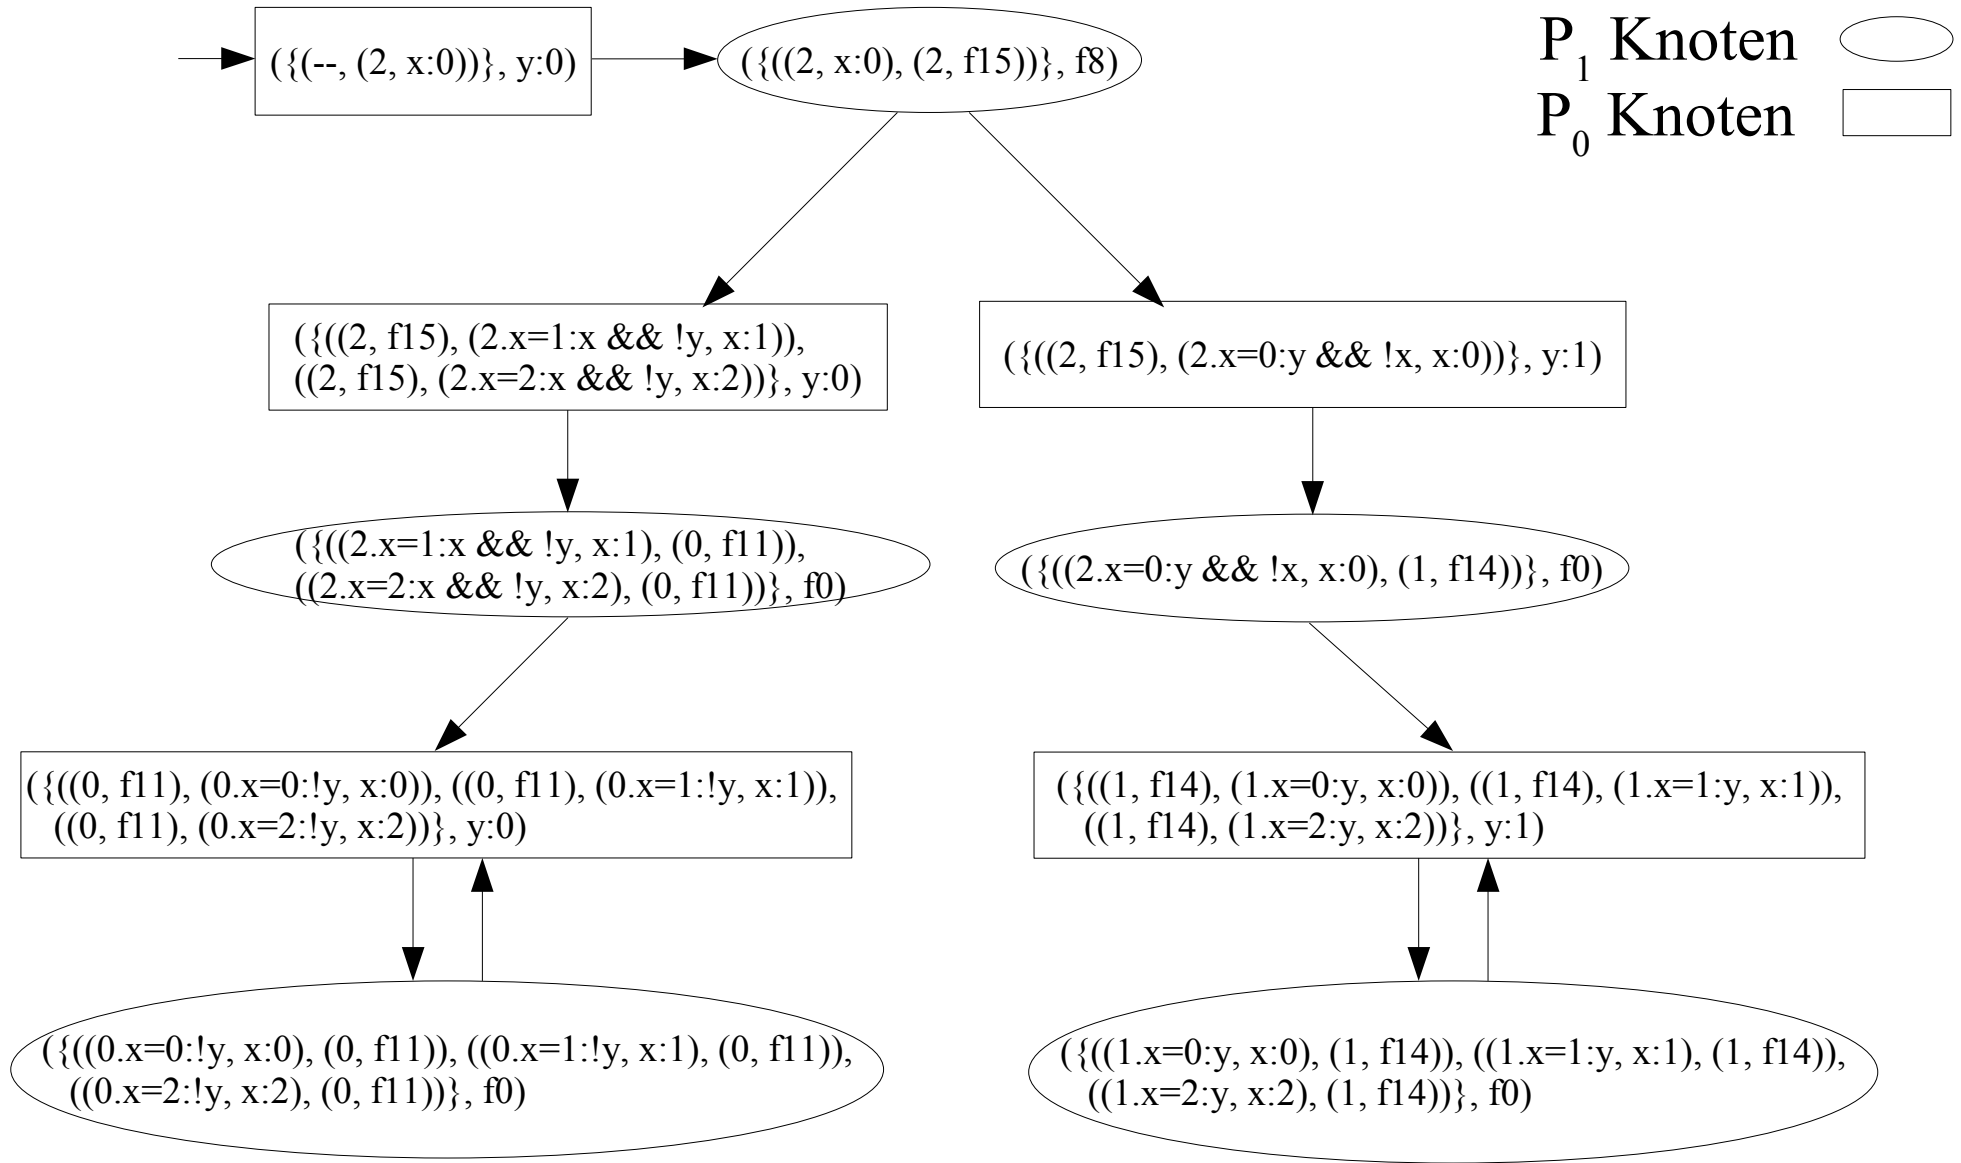 ({(--, (2, x:0))}, y:0)
({((2, x:0), (2, f15))}, f8)
P1 Knoten
P0 Knoten
({((2, f15), (2.x=1:x && !y, x:1)),
((2, f15), (2.x=2:x && !y, x:2))}, y:0)
({((2, f15), (2.x=0:y && !x, x:0))}, y:1)
({((2.x=1:x && !y, x:1), (0, f11)),
((2.x=2:x && !y, x:2), (0, f11))}, f0)
({((2.x=0:y && !x, x:0), (1, f14))}, f0)
({((0, f11), (0.x=0:!y, x:0)), ((0, f11), (0.x=1:!y, x:1)),
((0, f11), (0.x=2:!y, x:2))}, y:0)
({((1, f14), (1.x=0:y, x:0)), ((1, f14), (1.x=1:y, x:1)),
((1, f14), (1.x=2:y, x:2))}, y:1)
({((0.x=0:!y, x:0), (0, f11)), ((0.x=1:!y, x:1), (0, f11)),
((0.x=2:!y, x:2), (0, f11))}, f0)
({((1.x=0:y, x:0), (1, f14)), ((1.x=1:y, x:1), (1, f14)),
((1.x=2:y, x:2), (1, f14))}, f0)